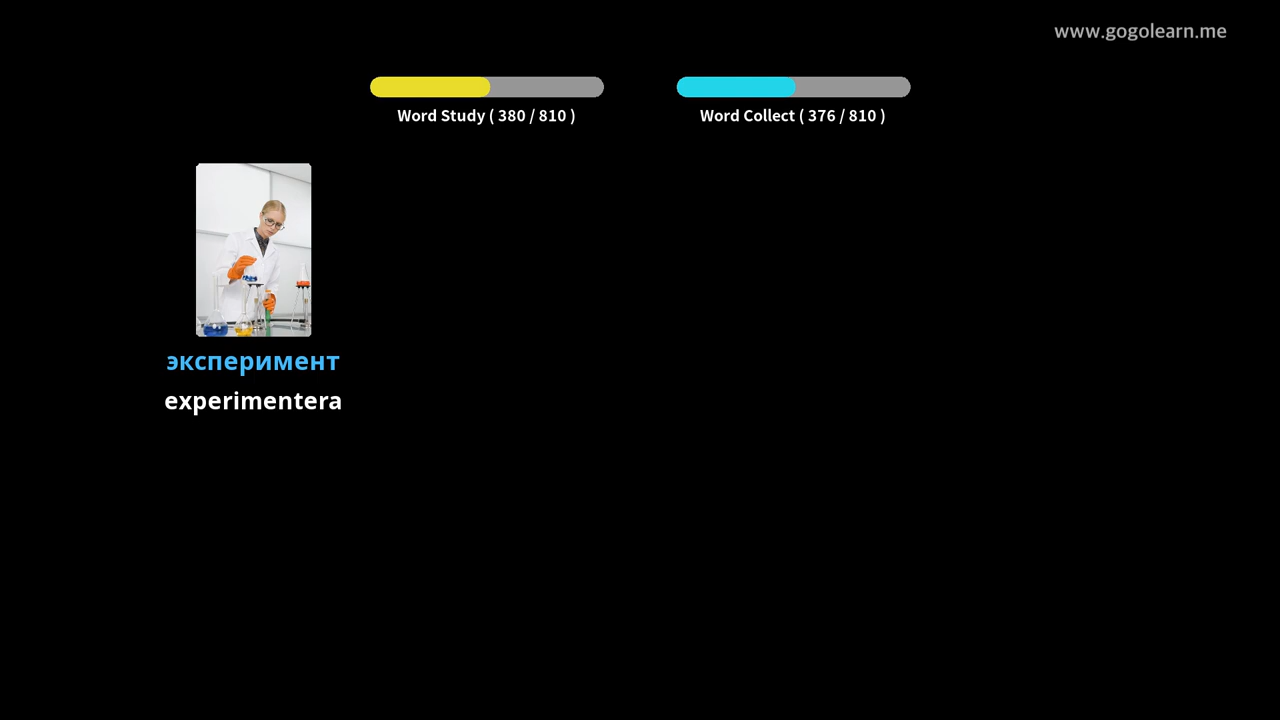 www.gogolearn.me
Word Study ( 380 / 810 )
Word Collect ( 376 / 810 )
эксперимент
experimentera